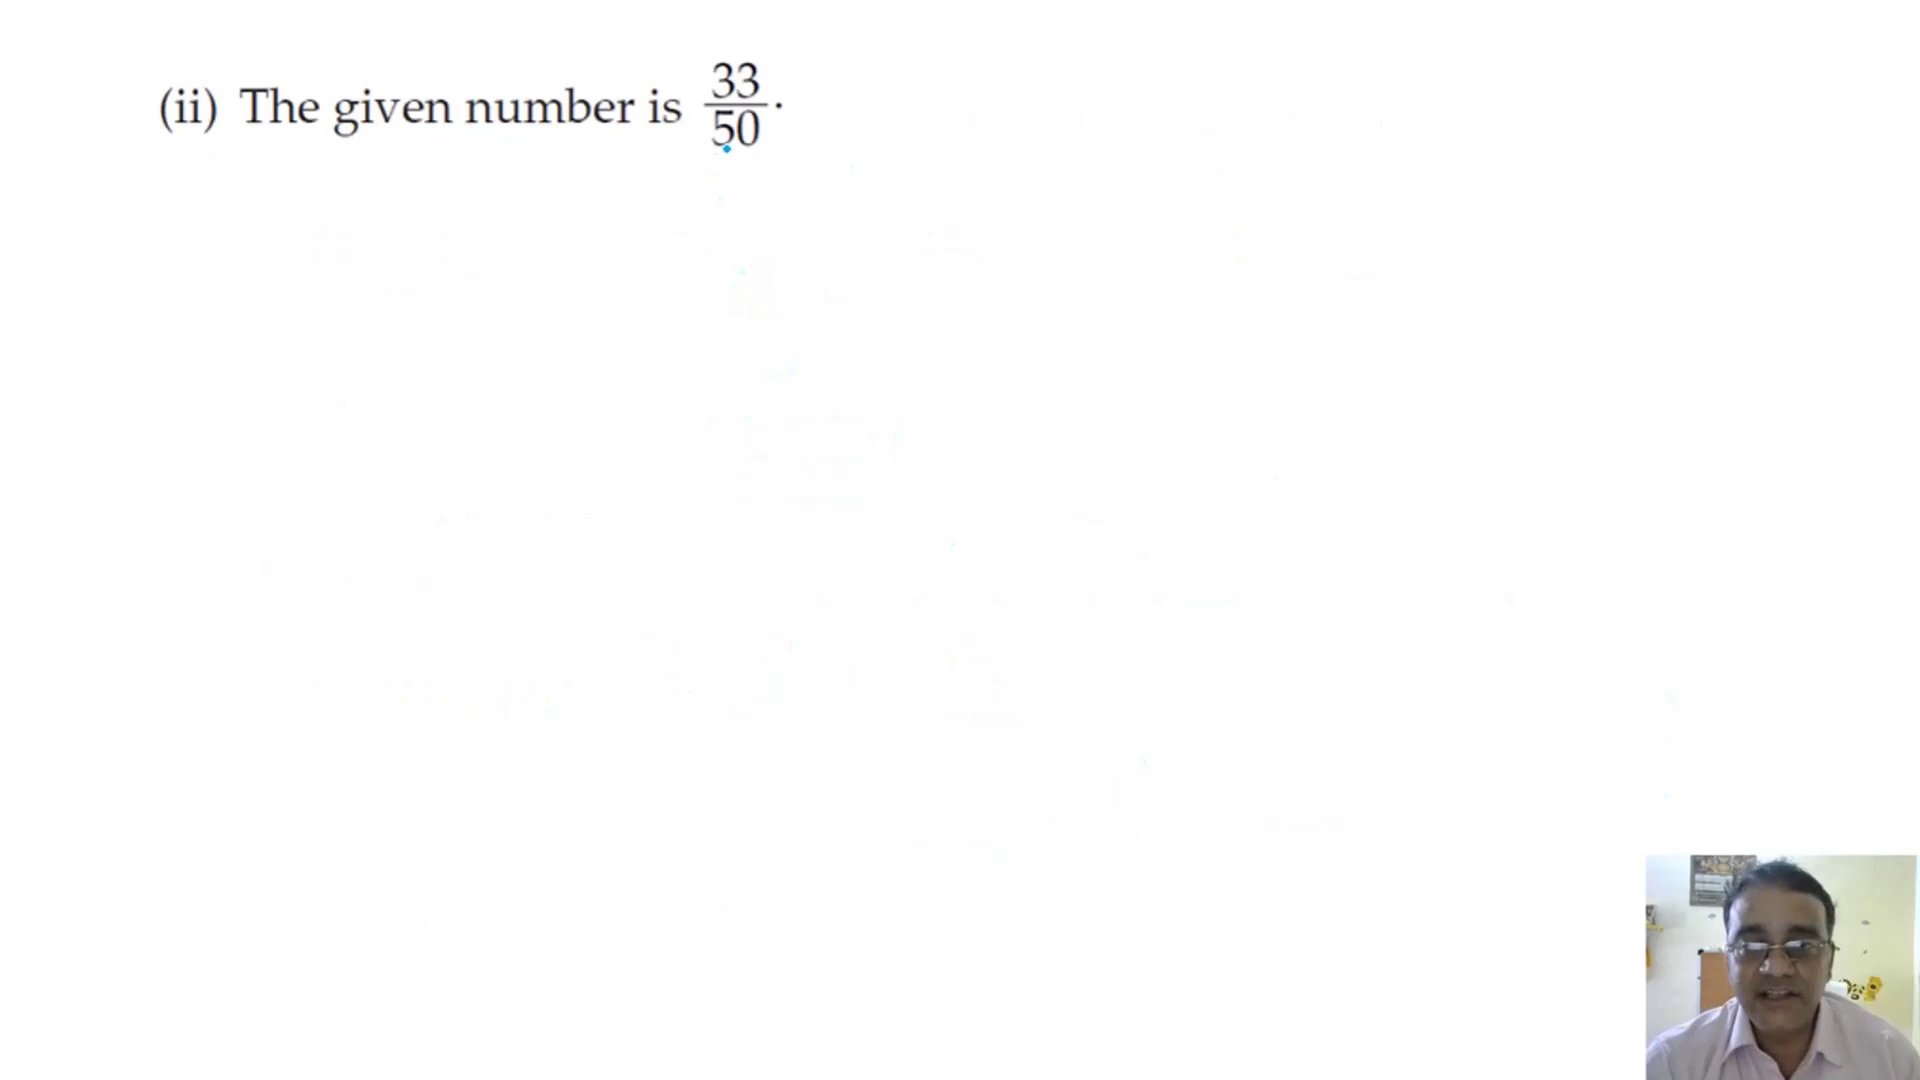 (ii) The given number is 33/50.